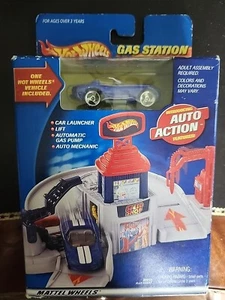 FOR AGES OVER 3 YEARS
HOT WHEELS
GAS STATION
ONE
HOT WHEELS
VEHICLE
INCLUDED.
ADULT ASSEMBLY
REQUIRED.
COLORS AND
DECORATIONS
MAY VARY
• CAR LAUNCHER
• LIFT
• AUTOMATIC
GAS PUMP
• AUTO MECHANIC
AUTO
ACTION
MATTEL WHEELS
WARNING: